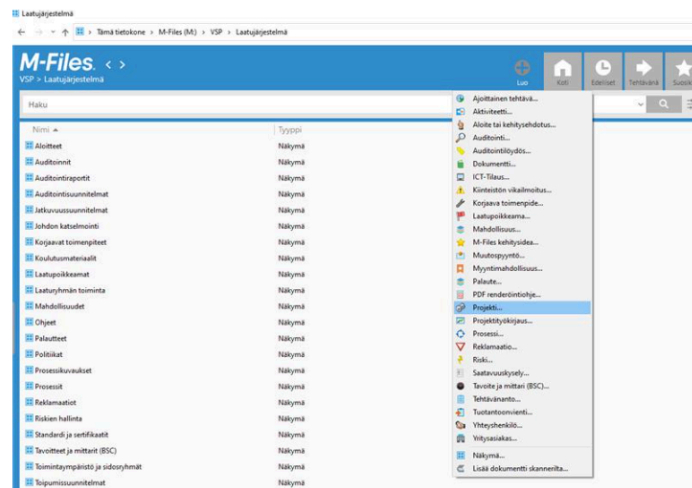 Laatujärjestelmä
Tämä tietokone > M-Files (M:) > VSP > Laatujärjestelmä
M-Files. < >
VSP > Laatujärjestelmä
Luo
Koti
Edelliset
Tehtävänä
Suosikit
Haku
Nimi
Tyyppi
Aloitteet Näkymä
Auditoinnit Näkymä
Auditointiraportit Näkymä
Auditointisuunnitelmat Näkymä
Jatkuvuussuunnitelmat Näkymä
Johdon katselmointi Näkymä
Korjaavat toimenpiteet Näkymä
Koulutusmateriaalit Näkymä
Laatupoikkeamat Näkymä
Laaturyhmän toiminta Näkymä
Mahdollisuudet Näkymä
Ohjeet Näkymä
Palautteet Näkymä
Politiikat Näkymä
Prosessikuvaukset Näkymä
Prosessit Näkymä
Reklamaatiot Näkymä
Riskien hallinta Näkymä
Standardi ja sertifikaatit Näkymä
Tavoitteet ja mittarit (BSC) Näkymä
Toimintaympäristö ja sidosryhmät Näkymä
Toipumissuunnitelmat Näkymä
Ajoittainen tehtävä...
Aktiviteetti...
Aloite tai kehitysehdotus...
Auditointi...
Auditointilöydös...
Dokumentti...
ICT-Tilaus...
Kiinteistön vikailmoitus...
Korjaava toimenpide...
Laatupoikkeama...
Mahdollisuus...
M-Files kehitysidea...
Muutospyyntö...
Myyntimahdollisuus...
Palaute...
PDF renderöintiohje...
Projekti...
Projektityökirjaus...
Prosessi...
Reklamaatio...
Riski...
Saatavuuskysely...
Tavoite ja mittari (BSC)...
Tehtävänanto...
Tuotantoonvienti...
Yhteyshenkilö...
Yritysasiakas...
Näkymä...
Lisää dokumentti skannerilta...